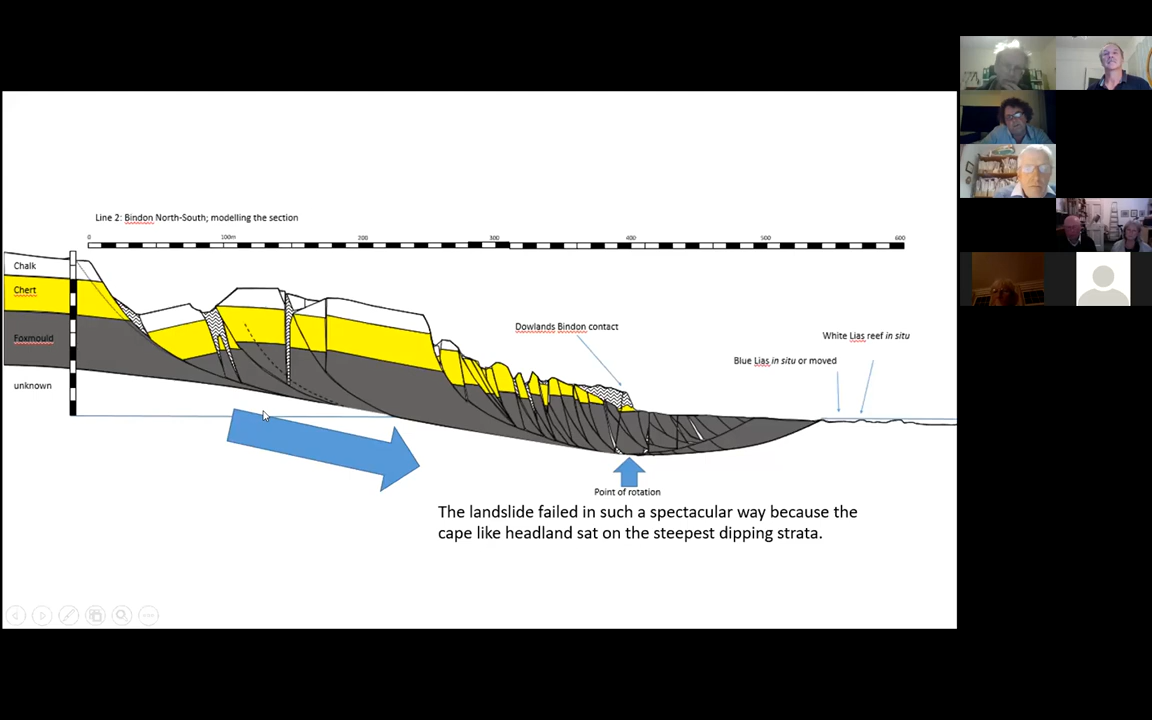 Line 2: Bindon North-South; modelling the section
0 100m 200 300 400 500 600
Chalk
Chert
Foxmould
unknown
Dowlands Bindon contact
White Lias reef in situ
Blue Lias in situ or moved
Point of rotation
The landslide failed in such a spectacular way because the
cape like headland sat on the steepest dipping strata.